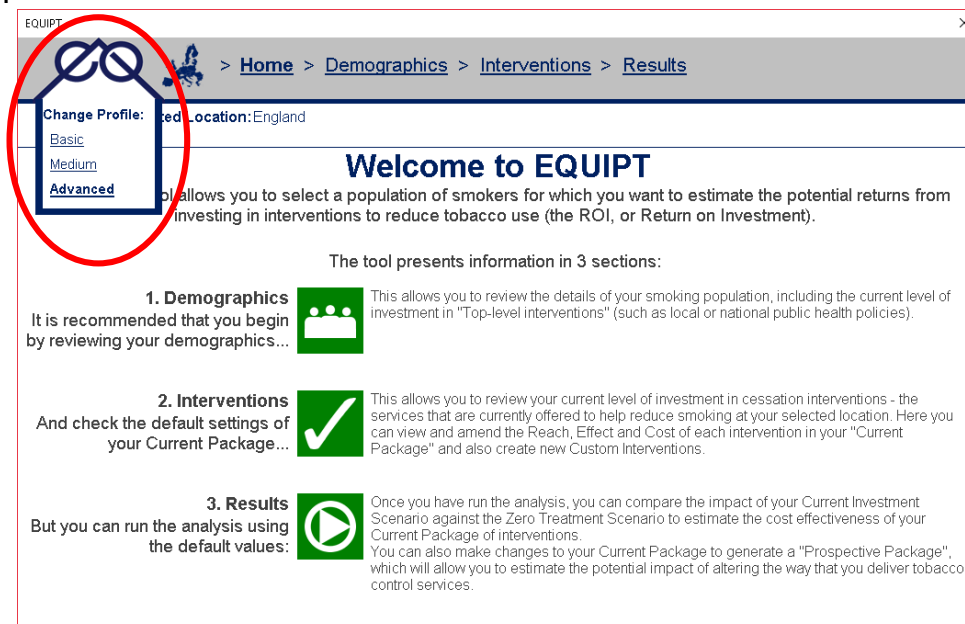 EQUIPT
> Home > Demographics > Interventions > Results
Change Profile:
Basic
Medium
Advanced
Location: England
Welcome to EQUIPT
allows you to select a population of smokers for which you want to estimate the potential returns from
investing in interventions to reduce tobacco use (the ROI, or Return on Investment).
The tool presents information in 3 sections:
1. Demographics
It is recommended that you begin
by reviewing your demographics...
This allows you to review the details of your smoking population, including the current level of
investment in "Top-level interventions" (such as local or national public health policies).
2. Interventions
And check the default settings of
your Current Package...
This allows you to review your current level of investment in cessation interventions - the
services that are currently offered to help reduce smoking at your selected location. Here you
can view and amend the Reach, Effect and Cost of each intervention in your "Current
Package" and also create new Custom Interventions.
3. Results
But you can run the analysis using
the default values:
Once you have run the analysis, you can compare the impact of your Current Investment
Scenario against the Zero Treatment Scenario to estimate the cost effectiveness of your
Current Package of interventions.
You can also make changes to your Current Package to generate a "Prospective Package",
which will allow you to estimate the potential impact of altering the way that you deliver tobacco
control services.